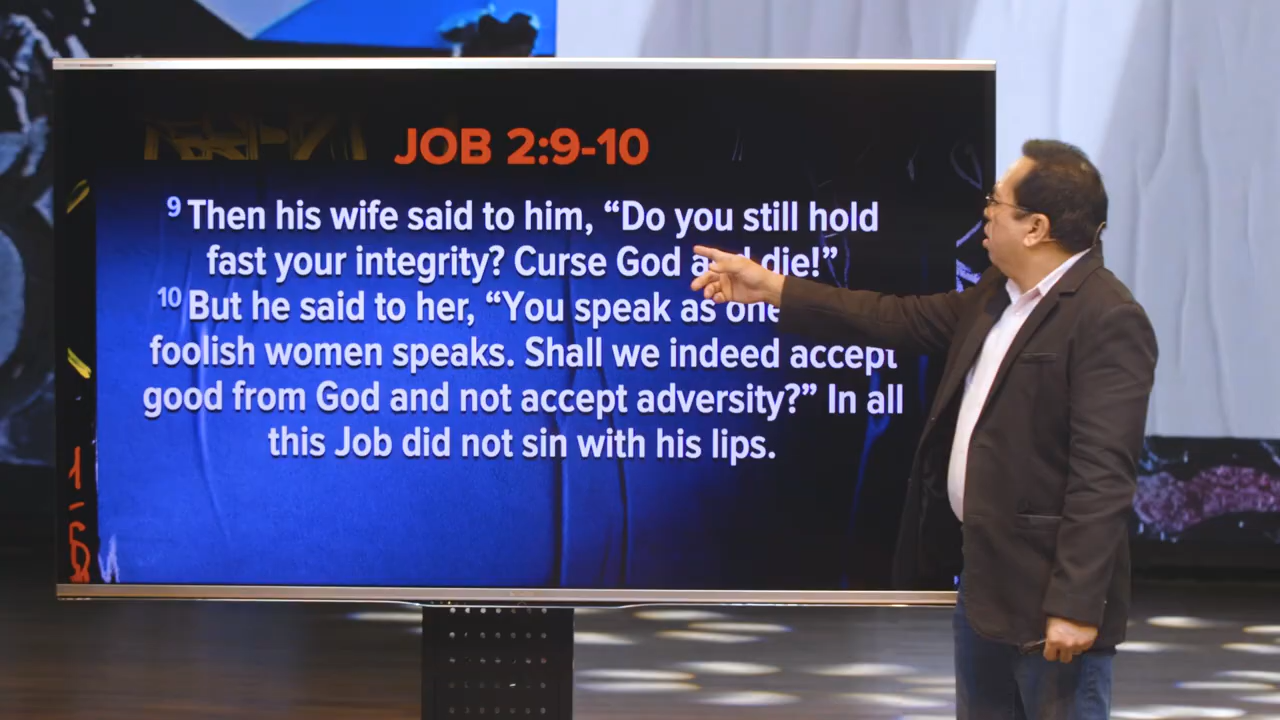 JOB 2:9-10
9 Then his wife said to him, “Do you still hold
fast your integrity? Curse God and die!”
10 But he said to her, “You speak as one
foolish women speaks. Shall we indeed accept
good from God and not accept adversity?” In all
this Job did not sin with his lips.